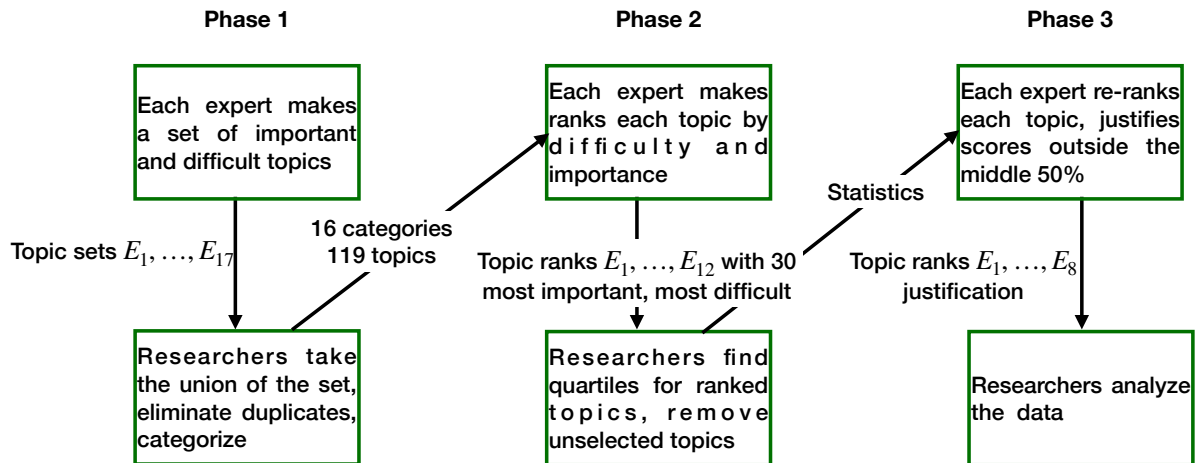 Phase 1
Each expert makes
a set of important
and difficult topics
Topic sets E₁, …, E₁₇
Researchers take
the union of the set,
eliminate duplicates,
categorize
16 categories
119 topics
Phase 2
Each expert makes
ranks each topic by
difficulty and
importance
Topic ranks E₁, …, E₁₂ with 30
most important, most difficult
Researchers find
quartiles for ranked
topics, remove
unselected topics
Statistics
Phase 3
Each expert re-ranks
each topic, justifies
scores outside the
middle 50%
Topic ranks E₁, …, E₈
justification
Researchers analyze
the data